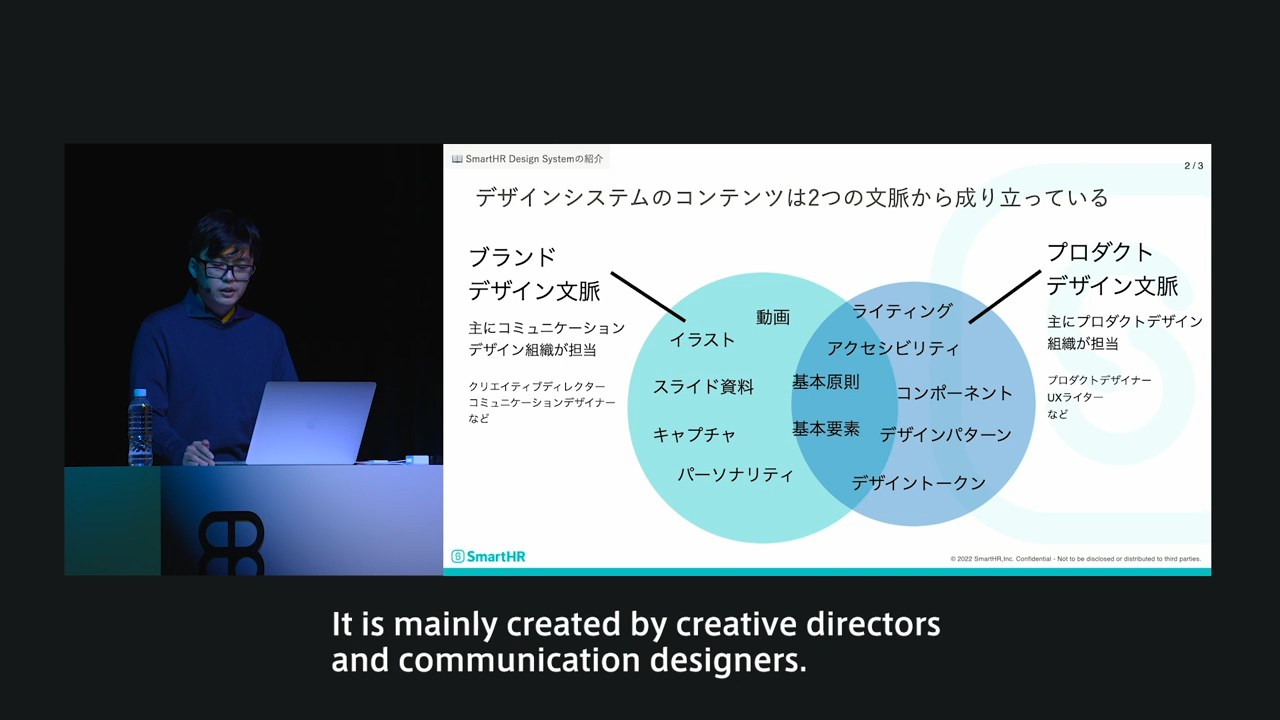 SmartHR Design Systemの紹介
2 / 3
デザインシステムのコンテンツは2つの文脈から成り立っている
ブランド
デザイン文脈
主にコミュニケーション
デザイン組織が担当
クリエイティブディレクター
コミュニケーションデザイナー
など
動画
イラスト
スライド資料
キャプチャ
パーソナリティ
基本原則
基本要素
ライティング
アクセシビリティ
コンポーネント
デザインパターン
デザイントークン
プロダクト
デザイン文脈
主にプロダクトデザイン
組織が担当
プロダクトデザイナー
UXライター
など
SmartHR
© 2022 SmartHR,Inc. Confidential - Not to be disclosed or distributed to third parties.
It is mainly created by creative directors
and communication designers.